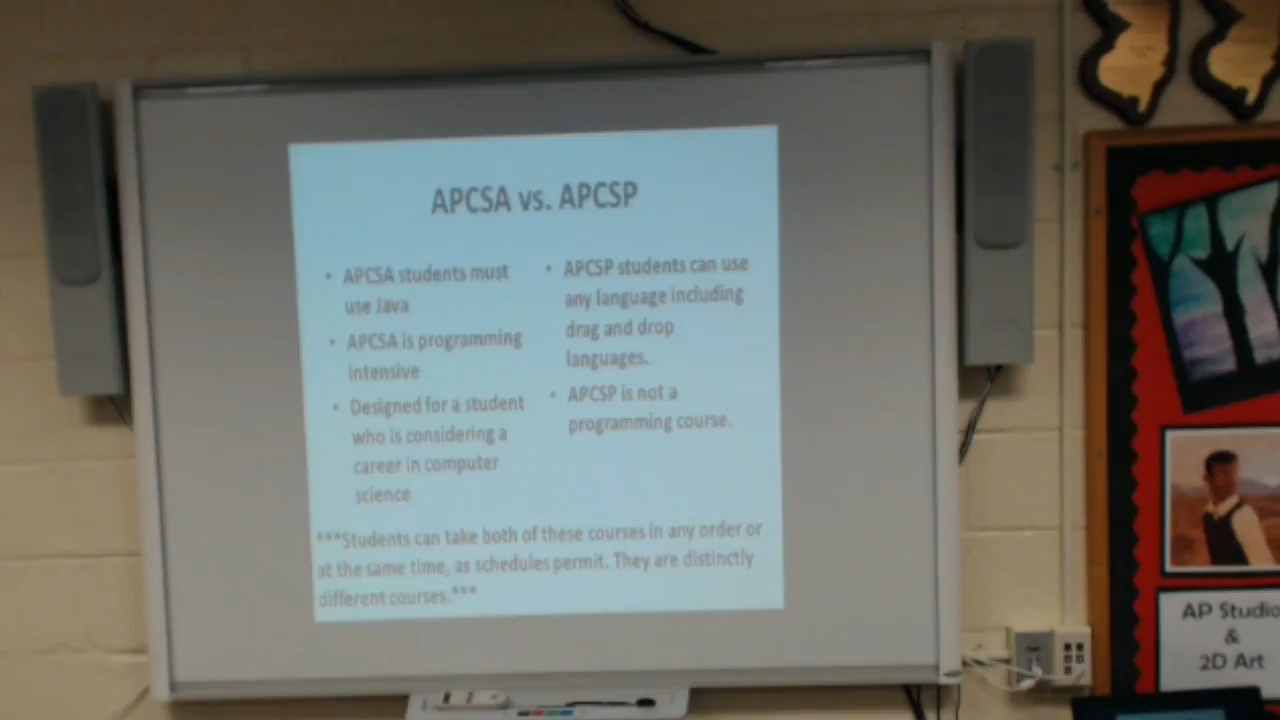 APCSA vs. APCSP
• APCSA students must
use Java
• APCSA is programming
intensive
• Designed for a student
who is considering a
career in computer
science
• APCSP students can use
any language including
drag and drop
languages.
• APCSP is not a
programming course.
***Students can take both of these courses in any order or
at the same time, as schedules permit. They are distinctly
different courses.***
AP Studio
&
2D Art